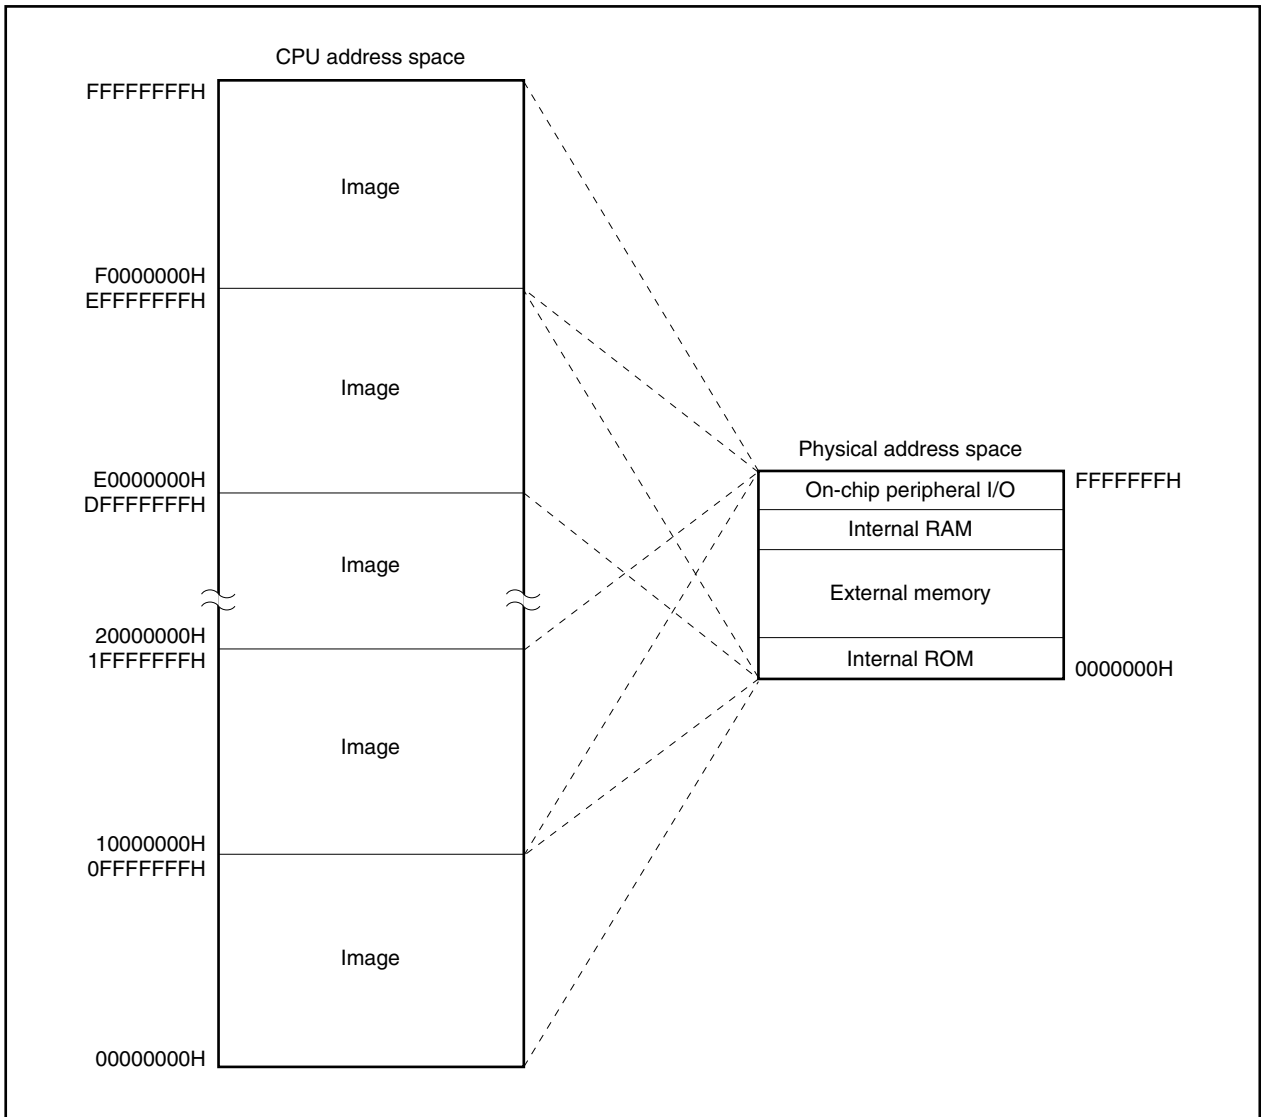 CPU address space
FFFFFFFFH
Image
F0000000H
EFFFFFFFH
Image
E0000000H
DFFFFFFFH
Image
20000000H
1FFFFFFFH
Image
10000000H
0FFFFFFFH
Image
00000000H
Physical address space
On-chip peripheral I/O
FFFFFFFH
Internal RAM
External memory
Internal ROM
0000000H